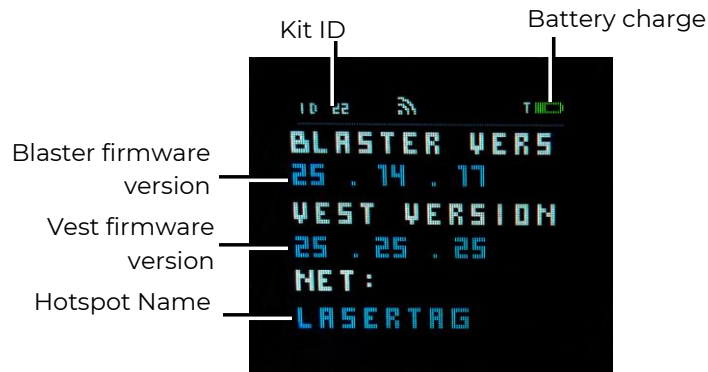 Kit ID
Battery charge
ID 22
T
BLASTER VERS
Blaster firmware
version
25 . 14 . 17
VEST VERSION
Vest firmware
version
25 . 25 . 25
NET:
Hotspot Name
LASERTAG